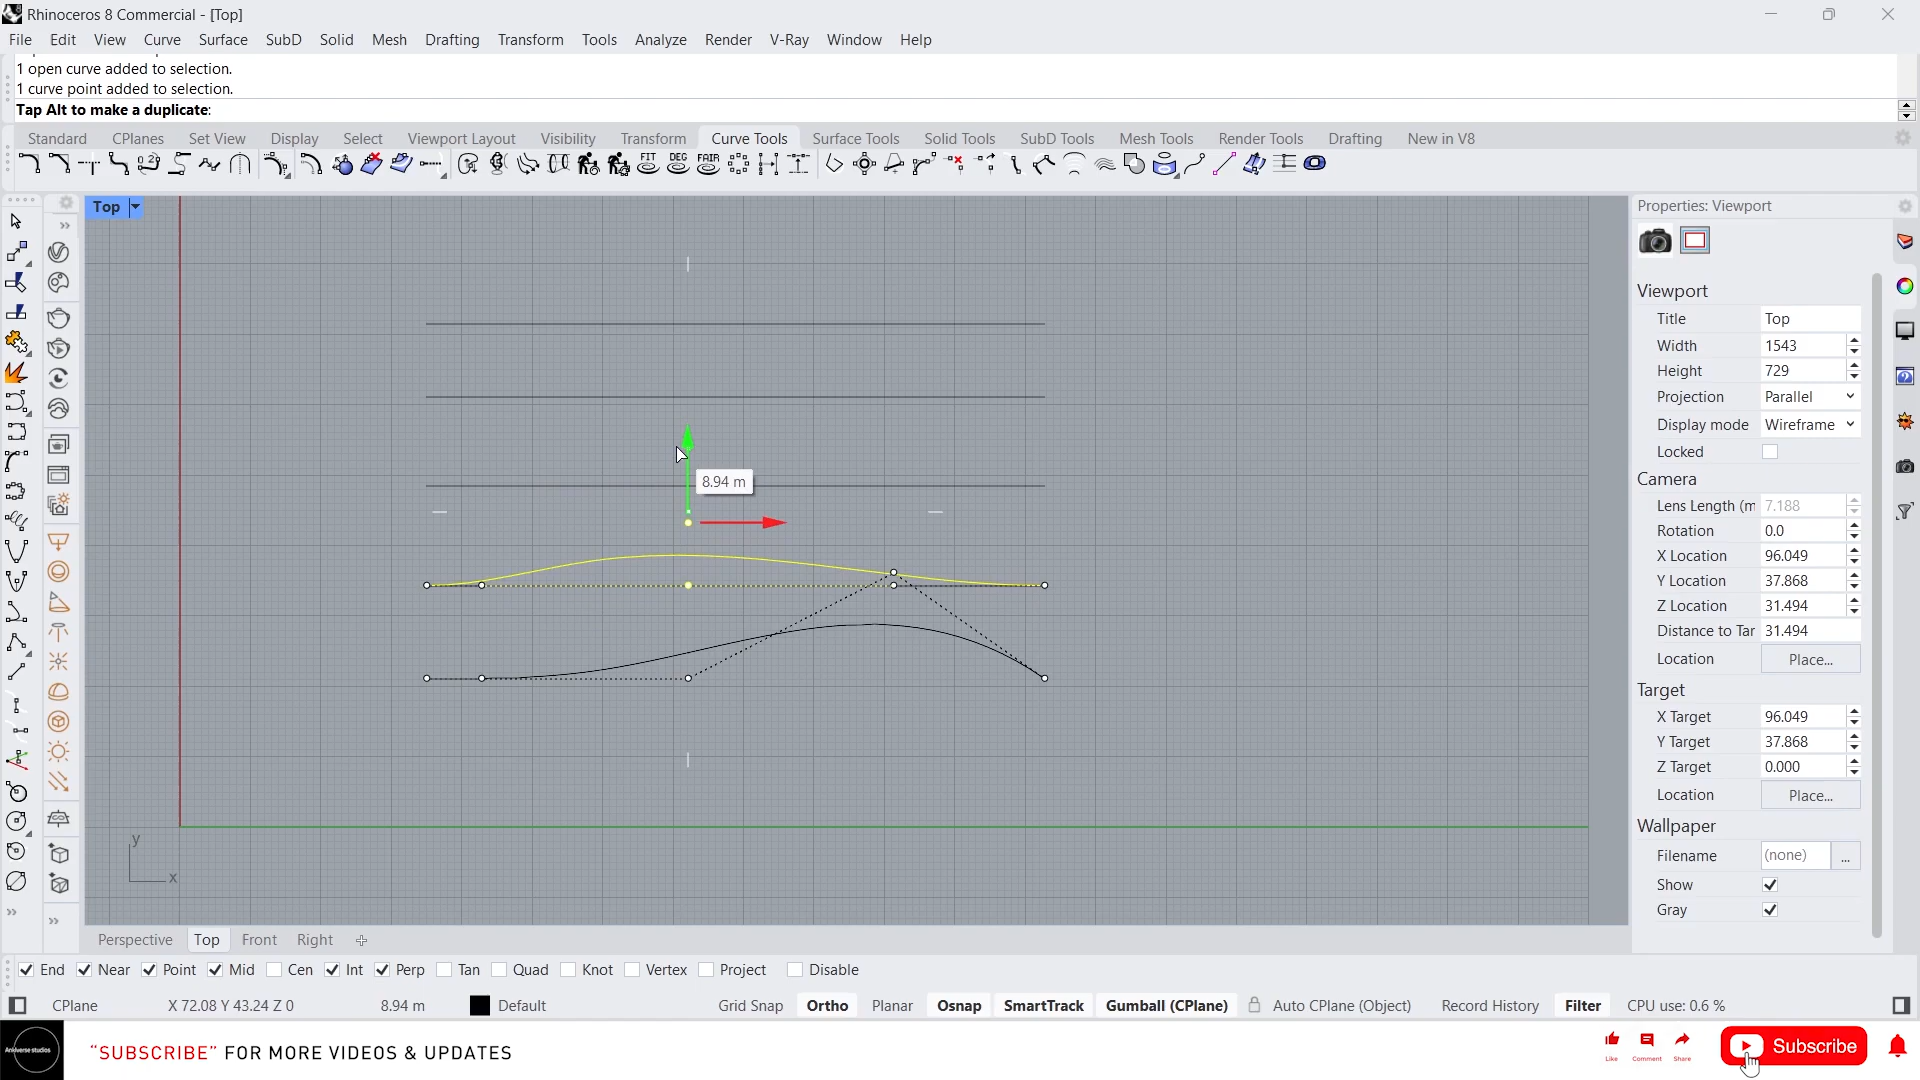 Rhinoceros 8 Commercial - [Top]
File Edit View Curve Surface SubD Solid Mesh Drafting Transform Tools Analyze Render V-Ray Window Help
1 open curve added to selection.
1 curve point added to selection.
Tap Alt to make a duplicate:
Standard CPlanes Set View Display Select Viewport Layout Visibility Transform Curve Tools Surface Tools Solid Tools SubD Tools Mesh Tools Render Tools Drafting New in V8
FIT DEG FAIR
Top
Properties: Viewport
Viewport
Title Top
Width 1543
Height 729
Projection Parallel
Display mode Wireframe
Locked
Camera
Lens Length (m 7.188
Rotation 0.0
X Location 96.049
Y Location 37.868
Z Location 31.494
Distance to Tar 31.494
Location Place...
Target
X Target 96.049
Y Target 37.868
Z Target 0.000
Location Place...
Wallpaper
Filename (none) ...
Show
Gray
8.94 m
y
x
Perspective Top Front Right
End Near Point Mid Cen Int Perp Tan Quad Knot Vertex Project Disable
CPlane X 72.08 Y 43.24 Z 0 8.94 m Default Grid Snap Ortho Planar Osnap SmartTrack Gumball (CPlane) Auto CPlane (Object) Record History Filter CPU use: 0.6 %
"SUBSCRIBE" FOR MORE VIDEOS & UPDATES
Like Comment Share
Subscribe